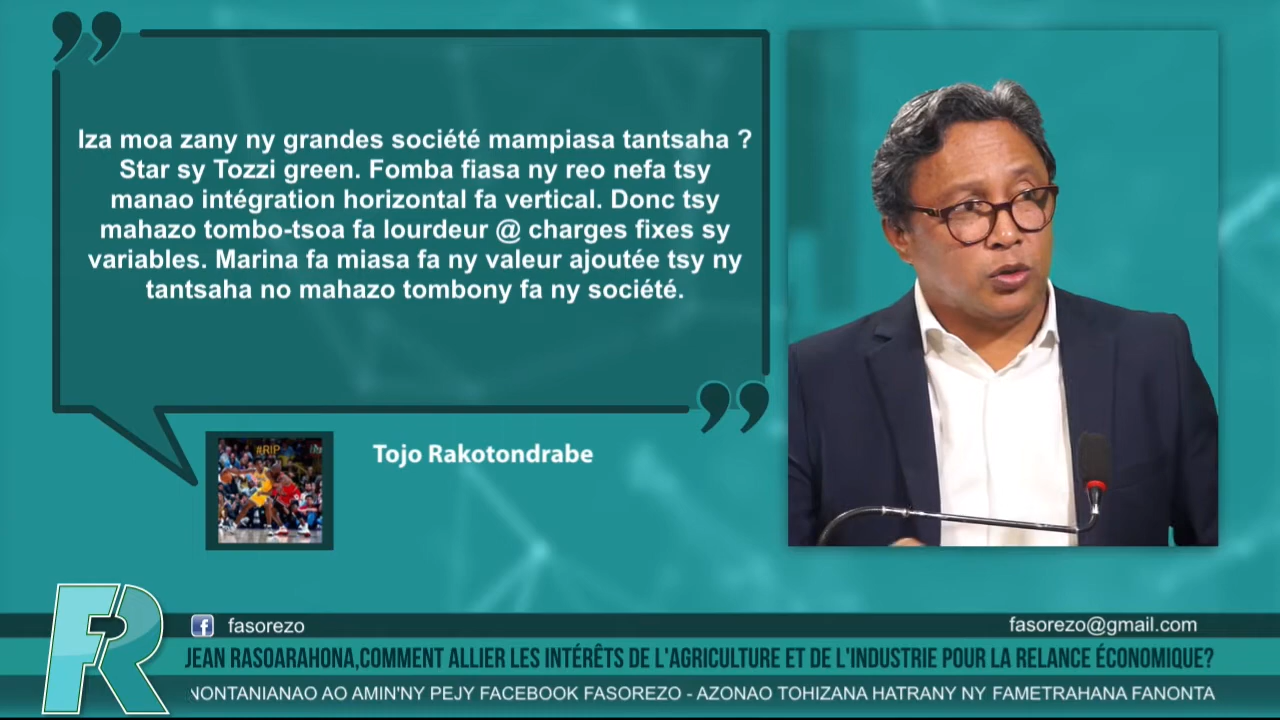 Iza moa zany ny grandes société mampiasa tantsaha ?
Star sy Tozzi green. Fomba fiasa ny reo nefa tsy
manao intégration horizontal fa vertical. Donc tsy
mahazo tombo-tsoa fa lourdeur @ charges fixes sy
variables. Marina fa miasa fa ny valeur ajoutée tsy ny
tantsaha no mahazo tombony fa ny société.
#RIP
Tojo Rakotondrabe
FR
fasorezo
fasorezo@gmail.com
JEAN RASOARAHONA,COMMENT ALLIER LES INTÉRÊTS DE L'AGRICULTURE ET DE L'INDUSTRIE POUR LA RELANCE ÉCONOMIQUE?
NONTANIANAO AO AMIN'NY PEJY FACEBOOK FASOREZO - AZONAO TOHIZANA HATRANY NY FAMETRAHANA FANONTA